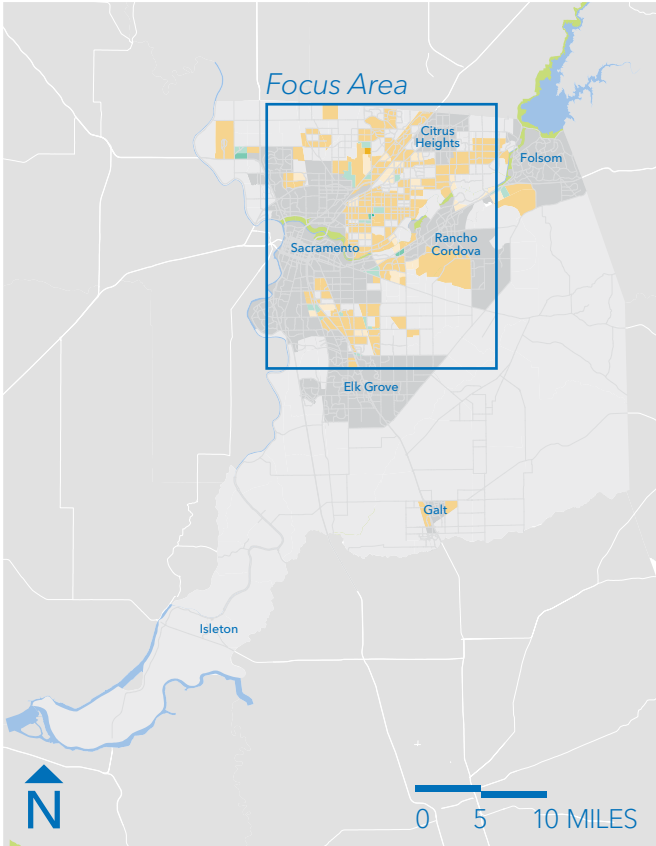 Focus Area
Citrus
Heights
Folsom
Sacramento
Rancho
Cordova
Elk Grove
Galt
Isleton
N
0 5 10 MILES